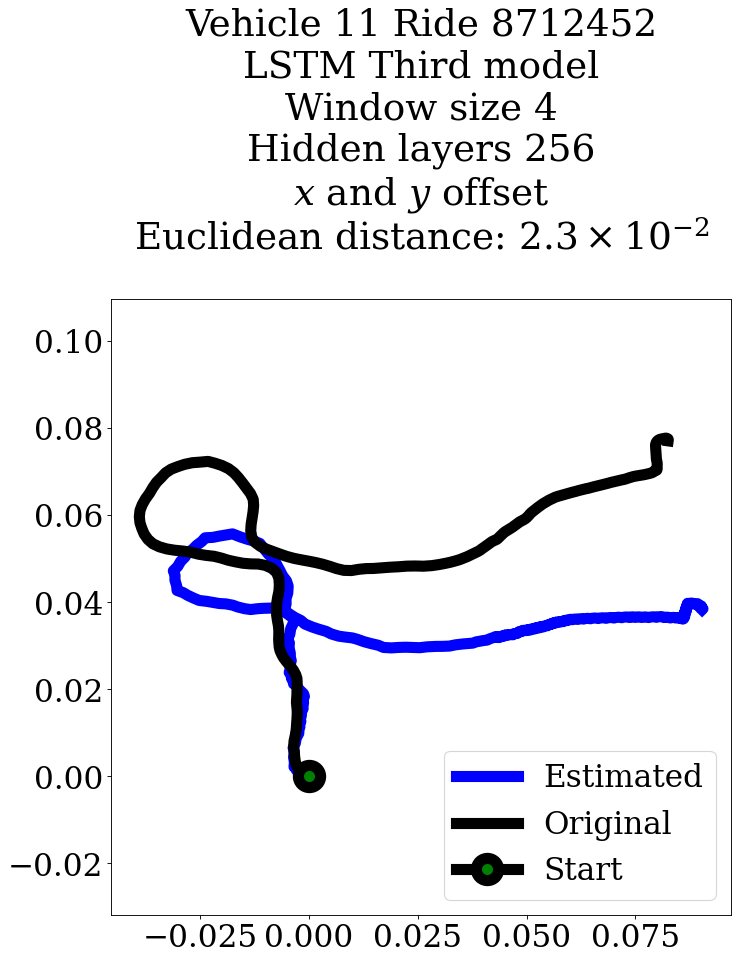 Vehicle 11 Ride 8712452
LSTM Third model
Window size 4
Hidden layers 256
x and y offset
Euclidean distance: 2.3 × 10⁻²
0.10
0.08
0.06
0.04
0.02
0.00
−0.02
Estimated
Original
Start
−0.025 0.000 0.025 0.050 0.075